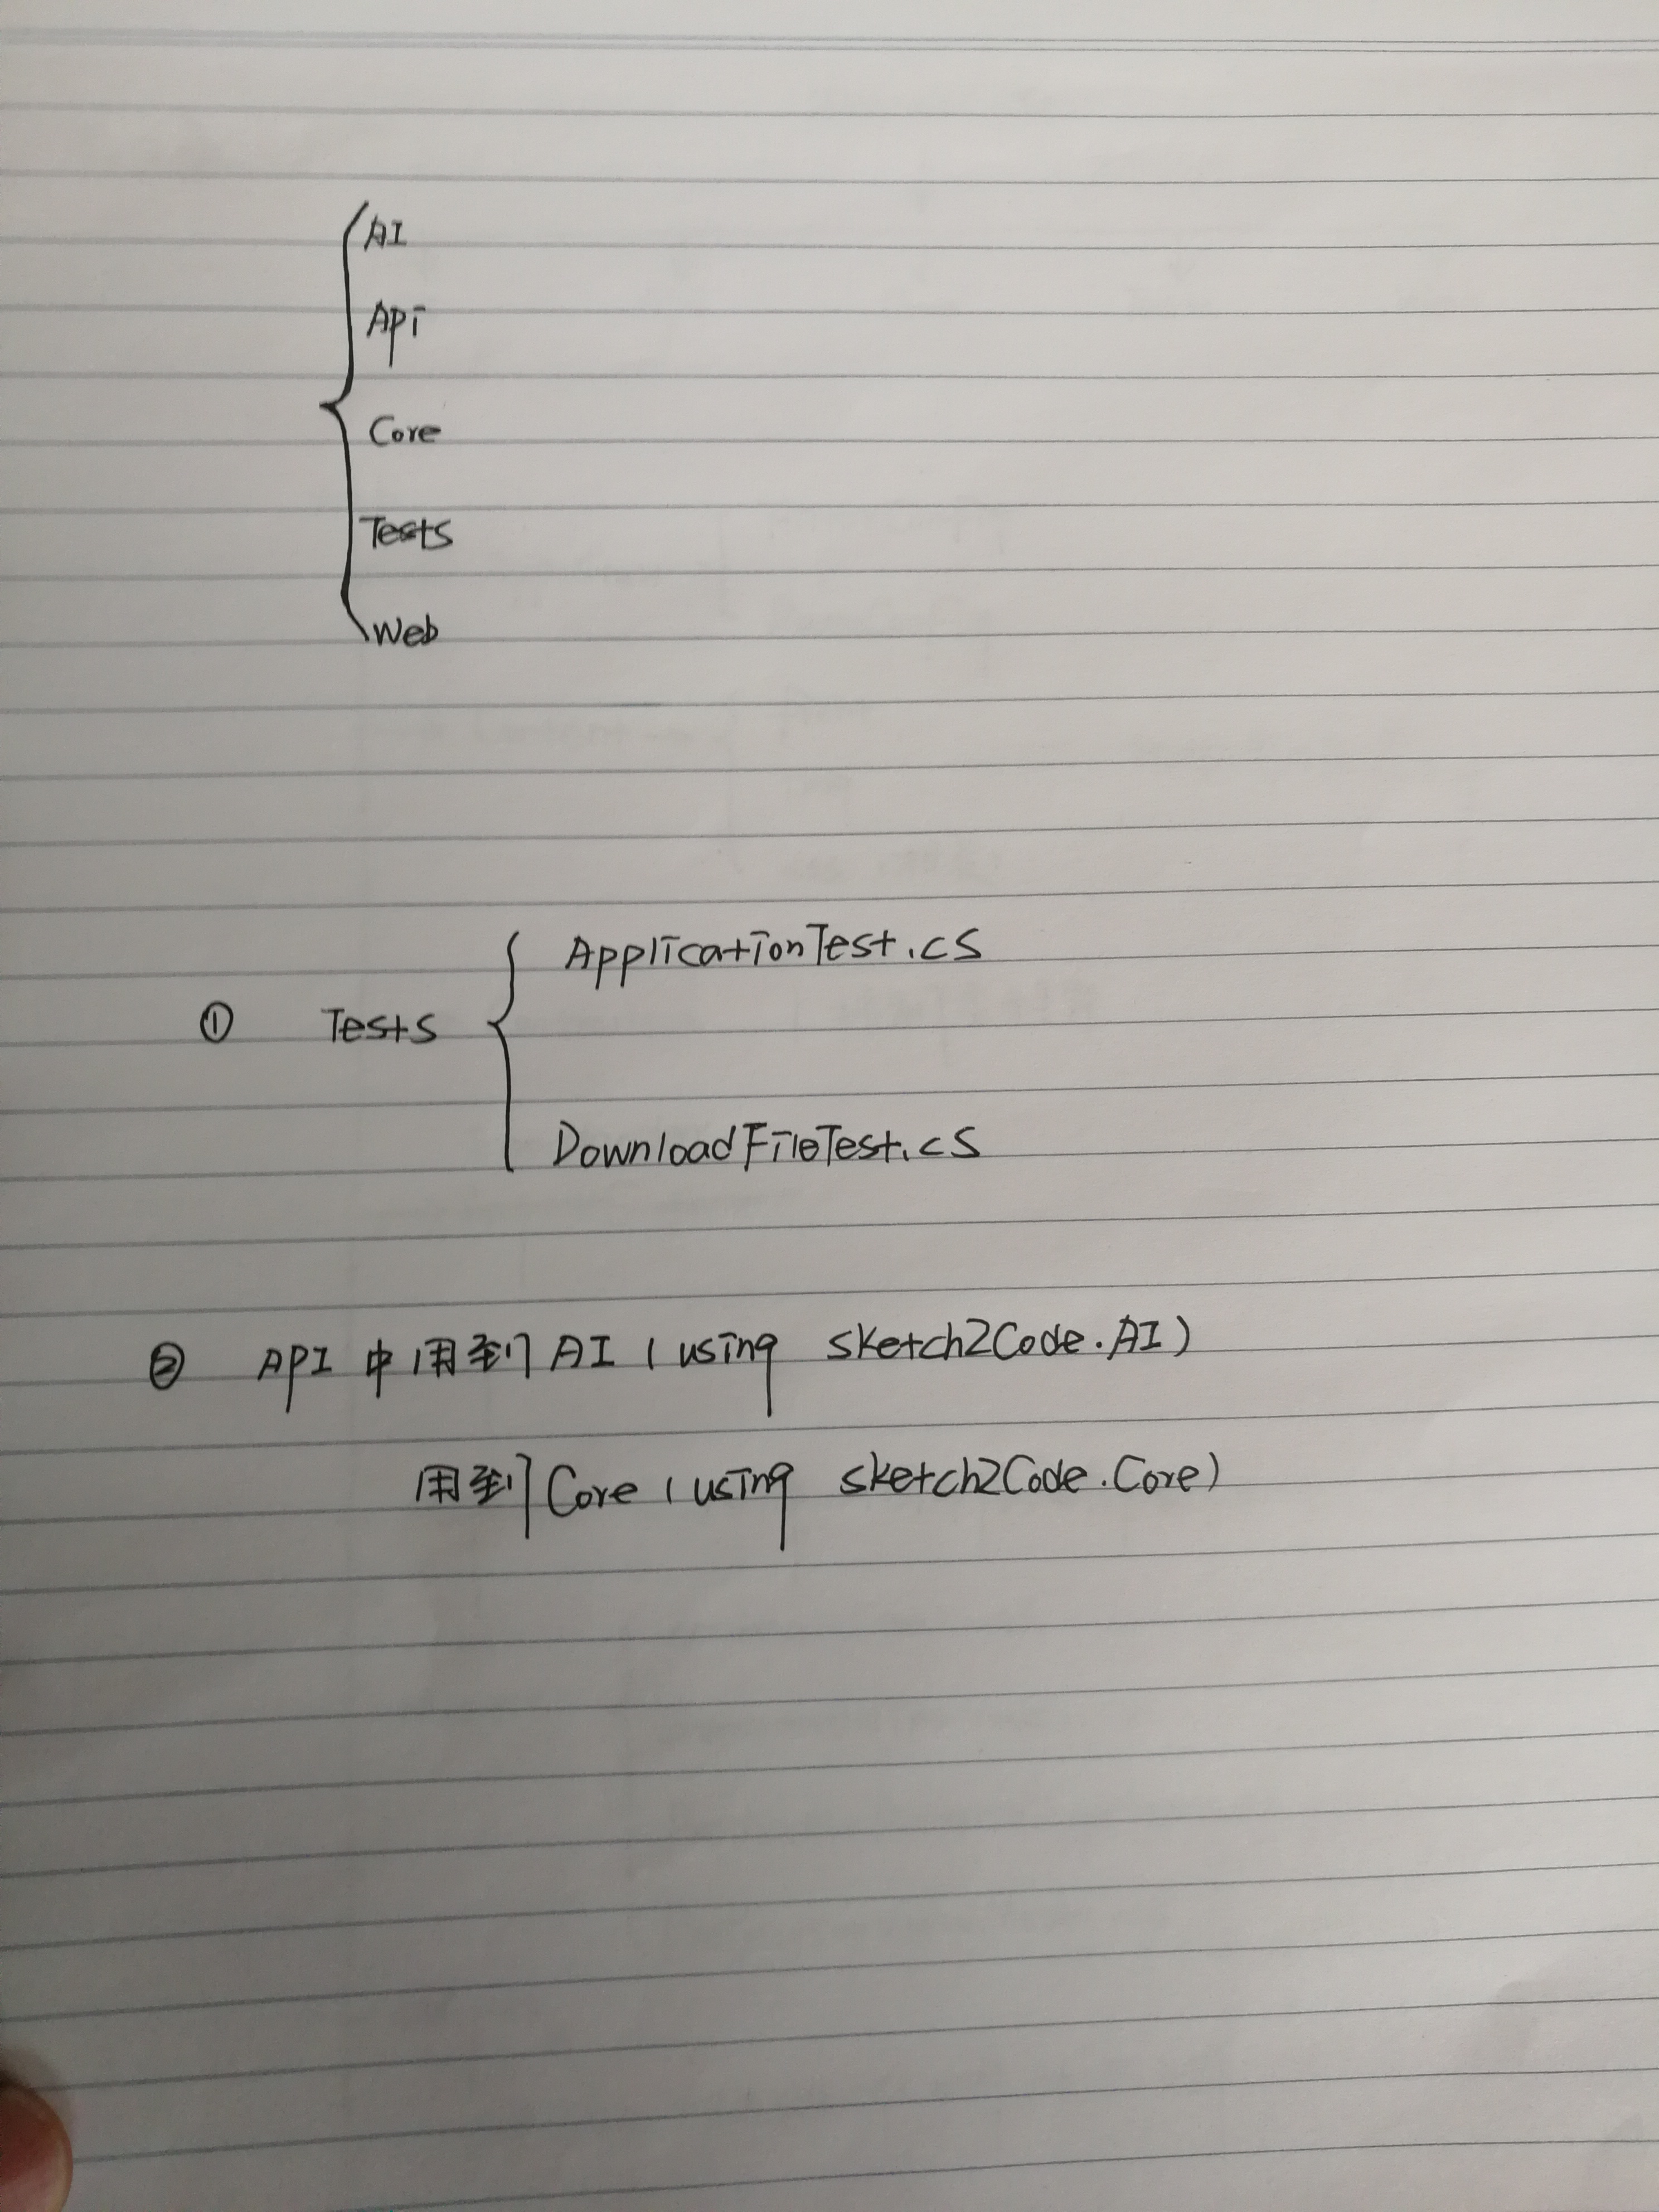 AI
Api
Core
Tests
Web
ApplicationTest.cs
① Tests
DownloadFileTest.cs
② API 中用到 AI (using sketch2Code.AI)
用到 Core (using sketch2Code.Core)